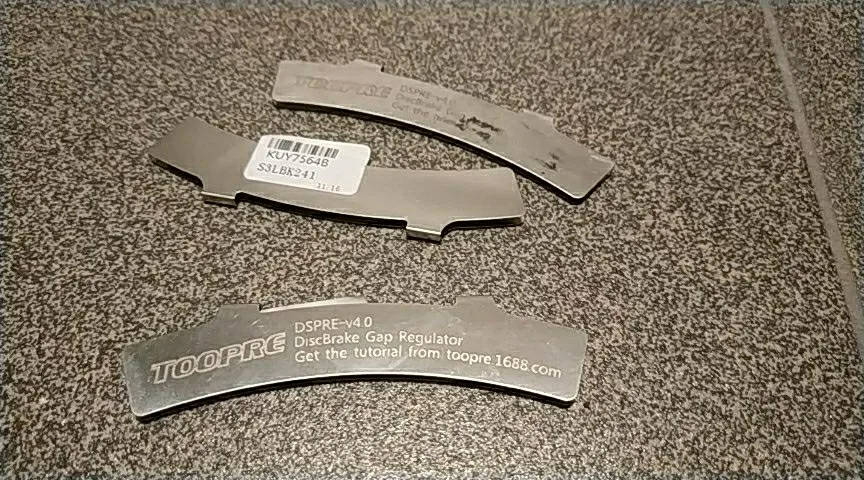 TOOPRE
DSPRE-v4.0
DiscBrake
Get the
KUY7564B
S3LBK241
11:16
TOOPRE
DSPRE-v4.0
DiscBrake Gap Regulator
Get the tutorial from toopre.1688.com